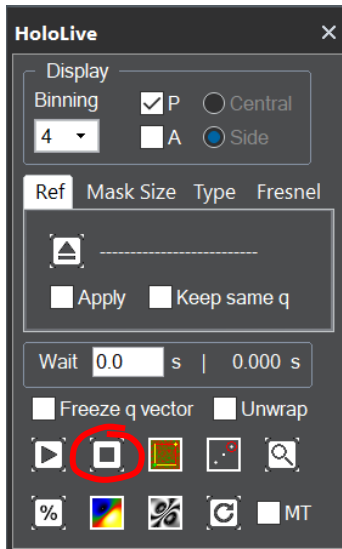 HoloLive ×
Display
Binning
P Central
4 A Side
Ref Mask Size Type Fresnel
---------------------------
Apply Keep same q
Wait 0.0 s | 0.000 s
Freeze q vector Unwrap
% C MT